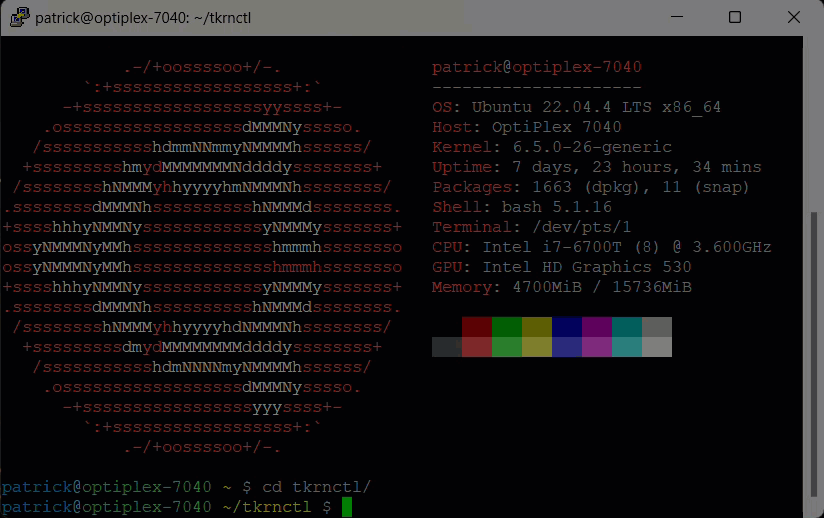 patrick@optiplex-7040: ~/tkrnctl
.-/+oossssoo+/-.
`:+ssssssssssssssssss+:`
-+ssssssssssssssssssyyssss+-
.ossssssssssssssssssdMMMNysssso.
/ssssssssssshdmmNNmmyNMMMMhssssss/
+ssssssssshmydMMMMMMMNddddyssssssss+
/sssssssshNMMMyhhyyyyhmNMMMNhssssssss/
.ssssssssdMMMNhsssssssssshNMMMdssssssss.
+sssshhhyNMMNyssssssssssssyNMMMysssssss+
ossyNMMMNyMMhsssssssssssssshmmmhssssssso
ossyNMMMNyMMhsssssssssssssshmmmhssssssso
+sssshhhyNMMNyssssssssssssyNMMMysssssss+
.ssssssssdMMMNhsssssssssshNMMMdssssssss.
/sssssssshNMMMyhhyyyyhdNMMMNhssssssss/
+sssssssssdmydMMMMMMMMddddyssssssss+
/ssssssssssshdmNNNNmyNMMMMhssssss/
.ossssssssssssssssssdMMMNysssso.
-+sssssssssssssssssyyyssss+-
`:+ssssssssssssssssss+:`
.-/+oossssoo+/-.
patrick@optiplex-7040
---------------------
OS: Ubuntu 22.04.4 LTS x86_64
Host: OptiPlex 7040
Kernel: 6.5.0-26-generic
Uptime: 7 days, 23 hours, 34 mins
Packages: 1663 (dpkg), 11 (snap)
Shell: bash 5.1.16
Terminal: /dev/pts/1
CPU: Intel i7-6700T (8) @ 3.600GHz
GPU: Intel HD Graphics 530
Memory: 4700MiB / 15736MiB
patrick@optiplex-7040 ~ $ cd tkrnctl/
patrick@optiplex-7040 ~/tkrnctl $